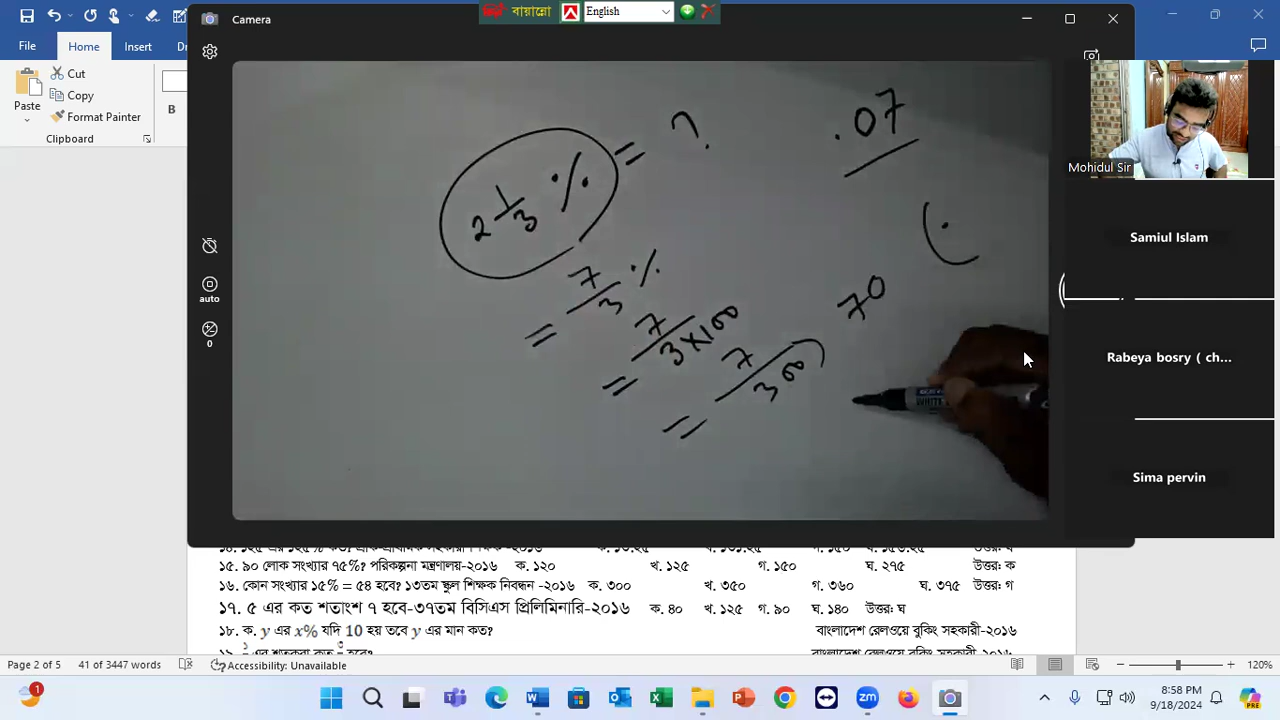 বায়ান্নো English
Camera
File Home Insert
Cut
Copy
Paste Format Painter
Clipboard
B
auto
0
2 1/3 % = ?
.07
= 7/3 %
= 7/3×100
= 7/300
70
Mohidul Sir
Samiul Islam
Rabeya bosry ( ch...
Sima pervin
১৫. ৯০ লোক সংখ্যার ৭৫%? পরিকল্পনা মন্ত্রণালয়-২০১৬ ক. ১২০ খ. ১২৫ গ. ১৫০ ঘ. ২৭৫ উত্তর: ক
১৬. কোন সংখ্যার ১৫% = ৫৪ হবে? ১৩তম স্কুল শিক্ষক নিবন্ধন -২০১৬ ক. ৩০০ খ. ৩৫০ গ. ৩৬০ ঘ. ৩৭৫ উত্তর: গ
১৭. ৫ এর কত শতাংশ ৭ হবে-৩৭তম বিসিএস প্রিলিমিনারি-২০১৬ ক. ৪০ খ. ১২৫ গ. ৯০ ঘ. ১৪০ উত্তর: ঘ
১৮. ক. y এর x% যদি 10 হয় তবে y এর মান কত? বাংলাদেশ রেলওয়ে বুকিং সহকারী-২০১৬
Page 2 of 5 41 of 3447 words Accessibility: Unavailable 120%
1
8:58 PM
9/18/2024